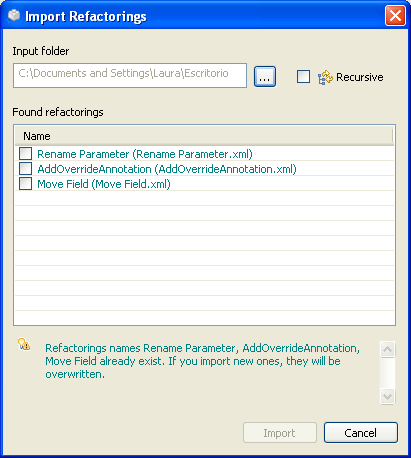 Import Refactorings
Input folder
C:\Documents and Settings\Laura\Escritorio
...
Recursive
Found refactorings
Name
Rename Parameter (Rename Parameter.xml)
AddOverrideAnnotation (AddOverrideAnnotation.xml)
Move Field (Move Field.xml)
Refactorings names Rename Parameter, AddOverrideAnnotation,
Move Field already exist. If you import new ones, they will be
overwritten.
Import
Cancel